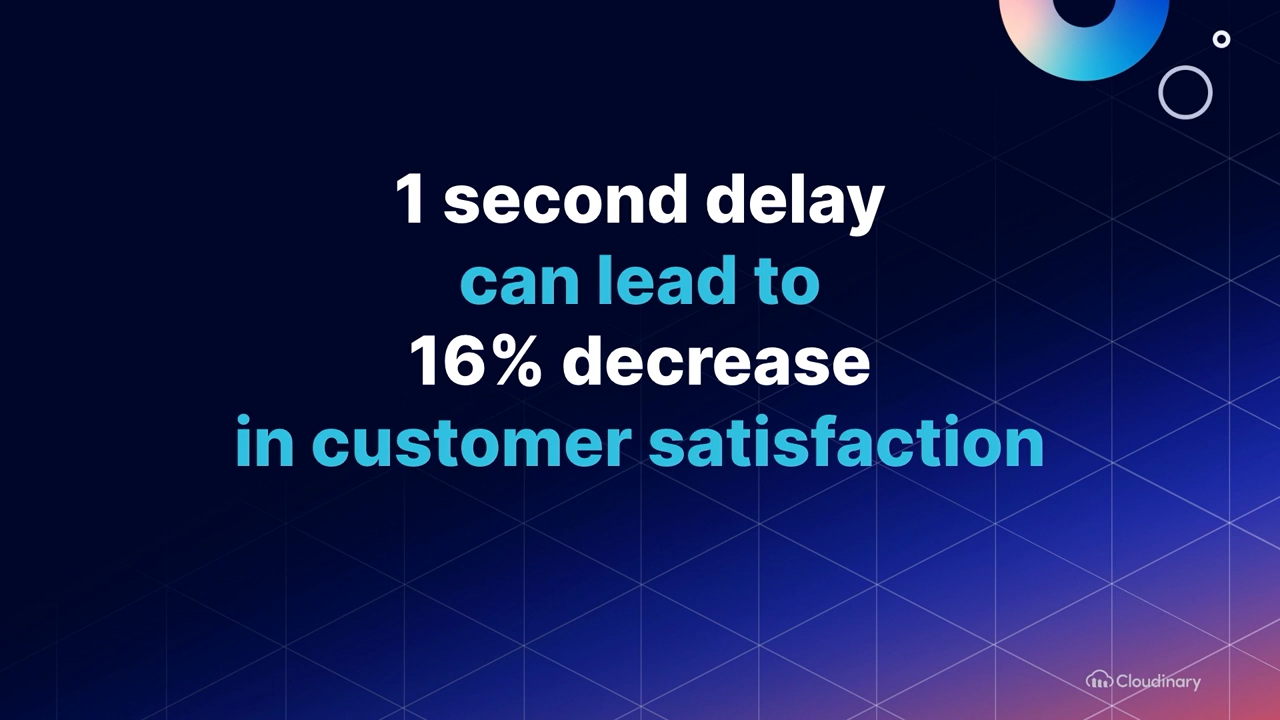 1 second delay
can lead to
16% decrease
in customer satisfaction
Cloudinary